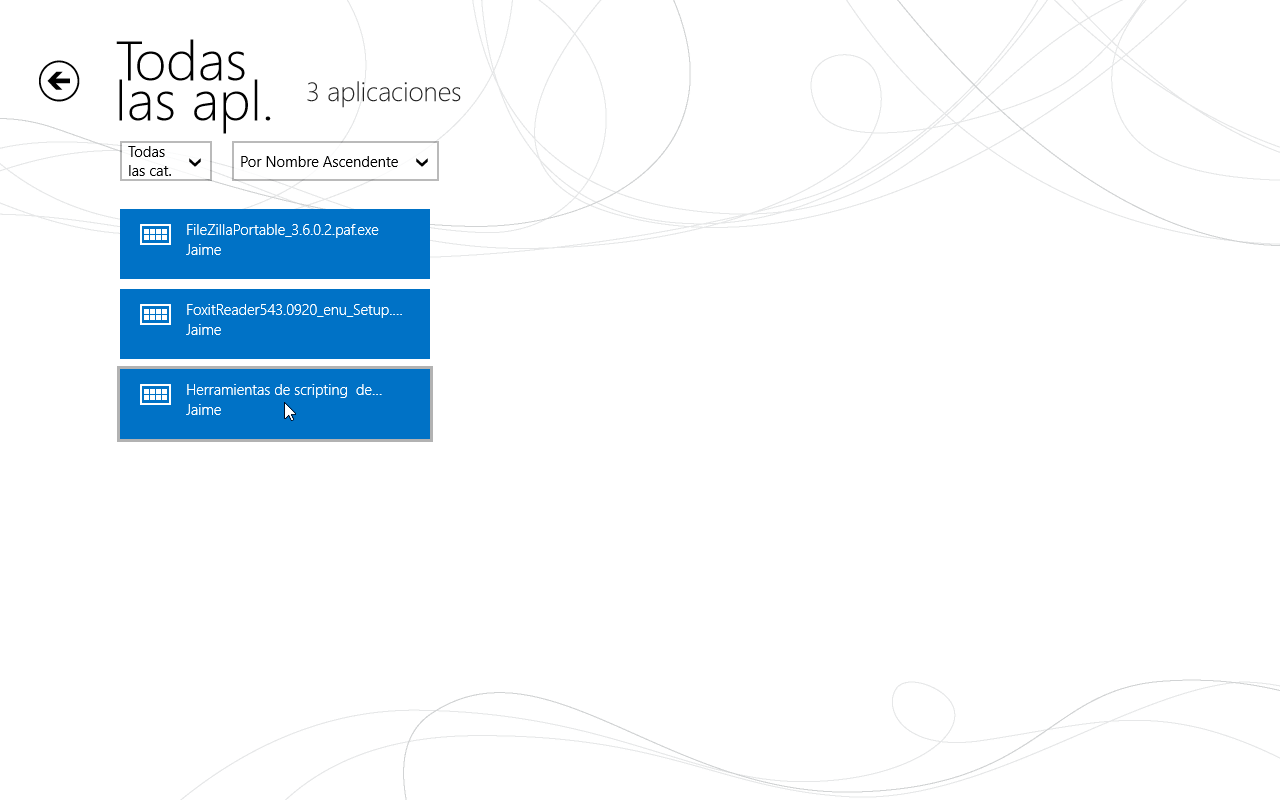 Todas
las apl.
3 aplicaciones
Todas
las cat.
Por Nombre Ascendente
FileZillaPortable_3.6.0.2.paf.exe
Jaime
FoxitReader543.0920_enu_Setup....
Jaime
Herramientas de scripting  de...
Jaime